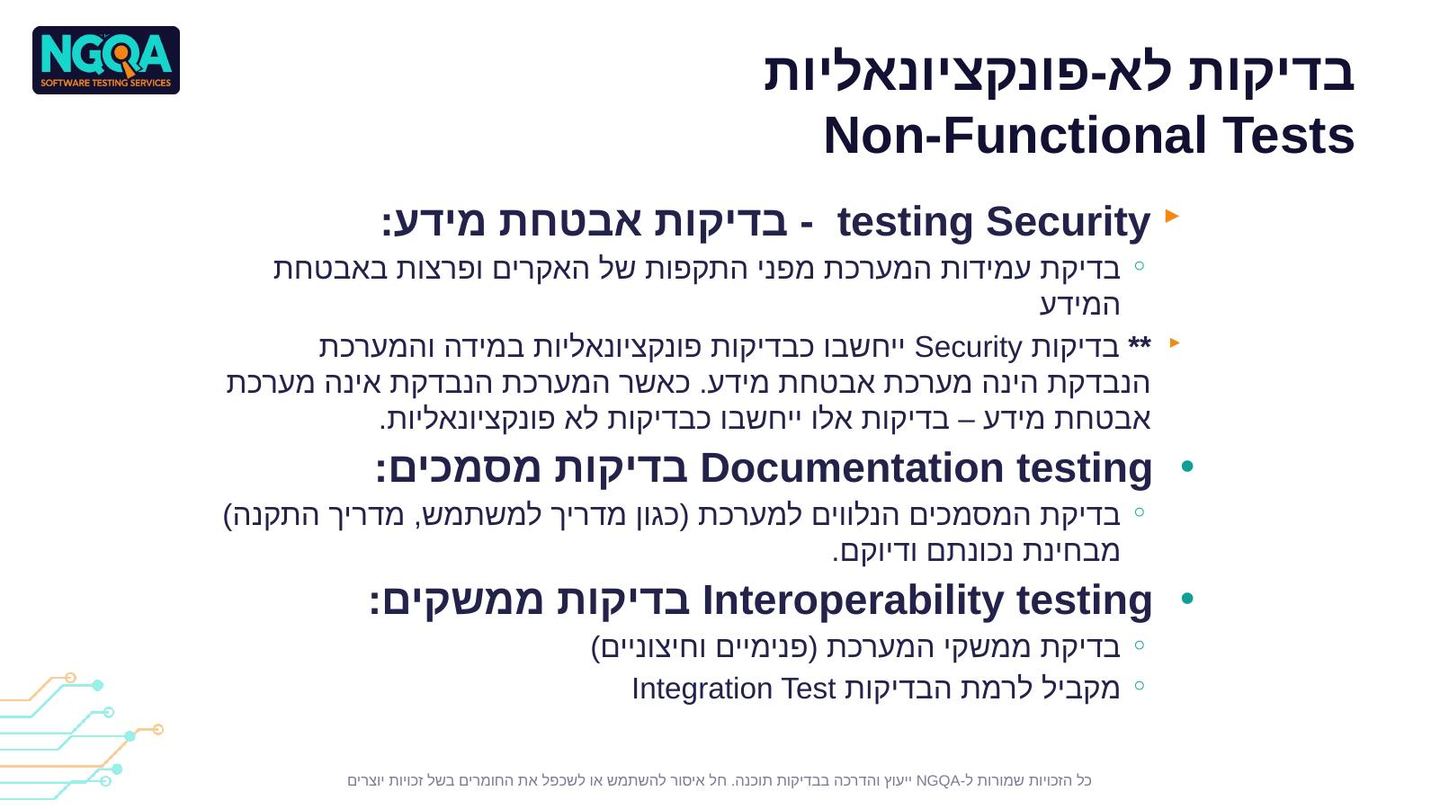 NGQA
SOFTWARE TESTING SERVICES
בדיקות לא-פונקציונאליות
Non-Functional Tests
testing Security - בדיקות אבטחת מידע:
בדיקת עמידות המערכת מפני התקפות של האקרים ופרצות באבטחת
המידע
** בדיקות Security ייחשבו כבדיקות פונקציונאליות במידה והמערכת
הנבדקת הינה מערכת אבטחת מידע. כאשר המערכת הנבדקת אינה מערכת
אבטחת מידע – בדיקות אלו ייחשבו כבדיקות לא פונקציונאליות.
Documentation testing בדיקות מסמכים:
בדיקת המסמכים הנלווים למערכת (כגון מדריך למשתמש, מדריך התקנה)
מבחינת נכונתם ודיוקם.
Interoperability testing בדיקות ממשקים:
בדיקת ממשקי המערכת (פנימיים וחיצוניים)
מקביל לרמת הבדיקות Integration Test
כל הזכויות שמורות ל-NGQA ייעוץ והדרכה בבדיקות תוכנה. חל איסור להשתמש או לשכפל את החומרים בשל זכויות יוצרים